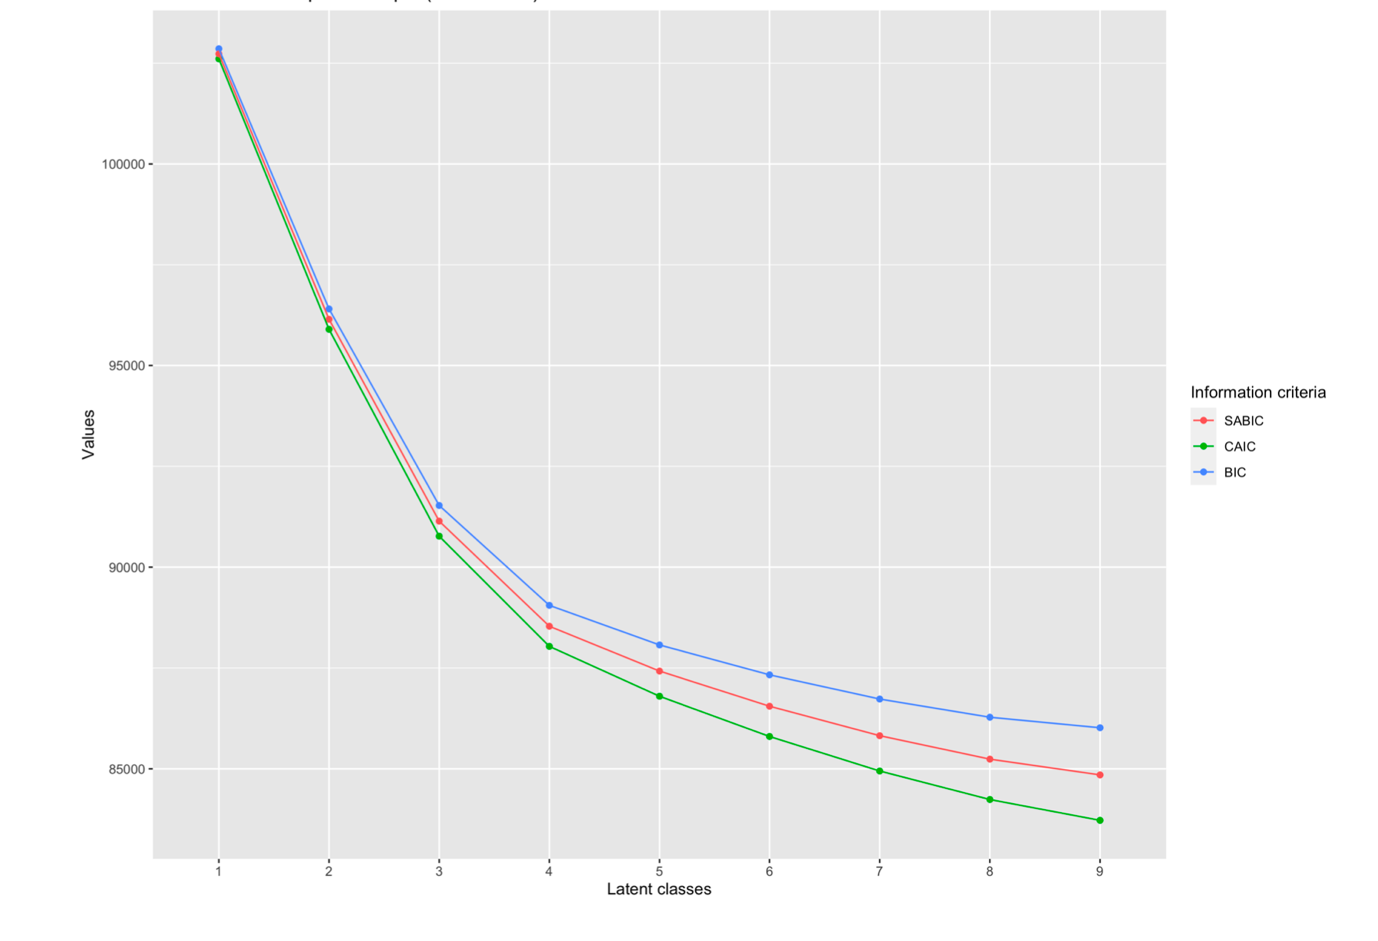 100000
95000
90000
85000
Values
1 2 3 4 5 6 7 8 9
Latent classes
Information criteria
SABIC
CAIC
BIC